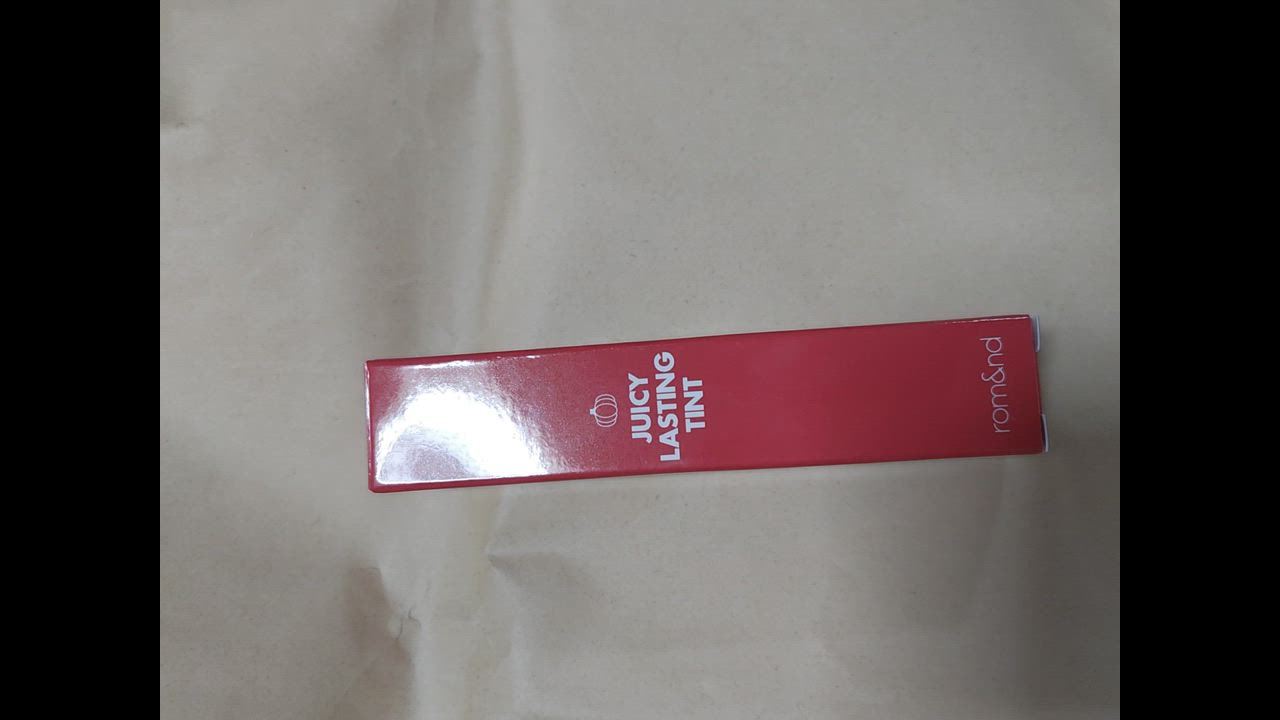 JUICY
LASTING
TINT
rom&nd